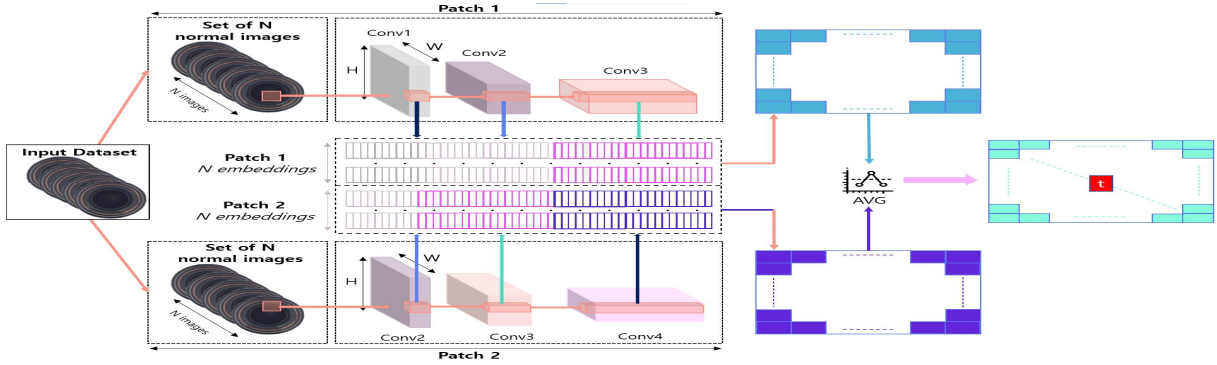 Patch 1
Set of N
normal images
N images
Conv1
W
H
Conv2
Conv3
Input Dataset
Patch 1
N embeddings
Patch 2
N embeddings
AVG
t
Set of N
normal images
N images
W
H
Conv2
Conv3
Conv4
Patch 2